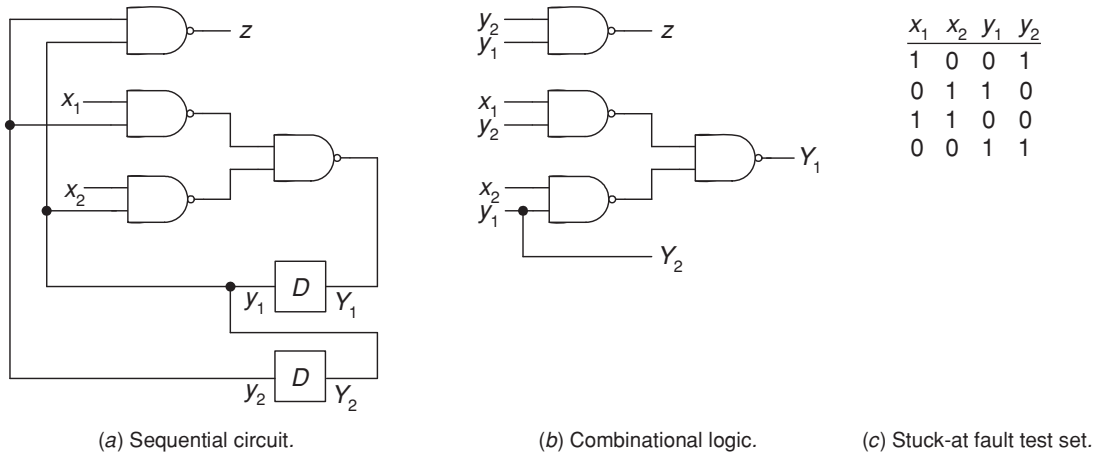 z
x1
x2
D
y1
Y1
D
y2
Y2
(a) Sequential circuit.
y2
y1
z
x1
y2
x2
y1
Y1
Y2
(b) Combinational logic.
x1 x2 y1 y2
1 0 0 1
0 1 1 0
1 1 0 0
0 0 1 1
(c) Stuck-at fault test set.